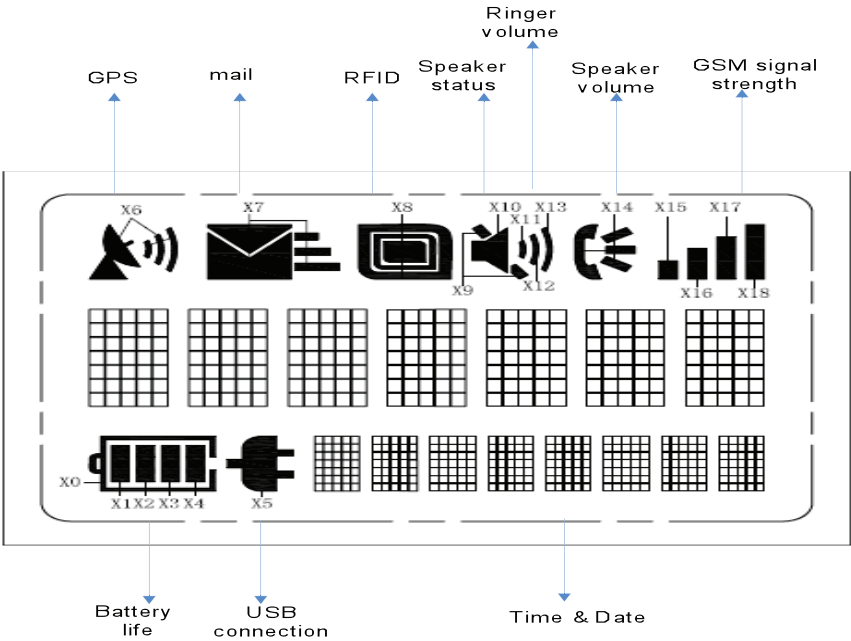 Ringer
volume
GPS
mail
RFID
Speaker
status
Speaker
volume
GSM signal
strength
X6
X7
X8
X10
X13
X14
X15
X17
X11
X9
X12
X16
X18
X0
X1 X2 X3 X4
X5
Battery
life
USB
connection
Time & Date